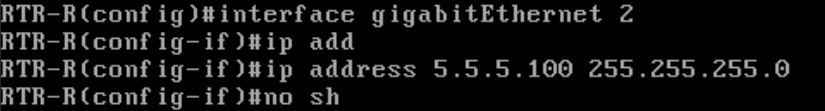 RTR-R(config)#interface gigabitEthernet 2
RTR-R(config-if)#ip add
RTR-R(config-if)#ip address 5.5.5.100 255.255.255.0
RTR-R(config-if)#no sh